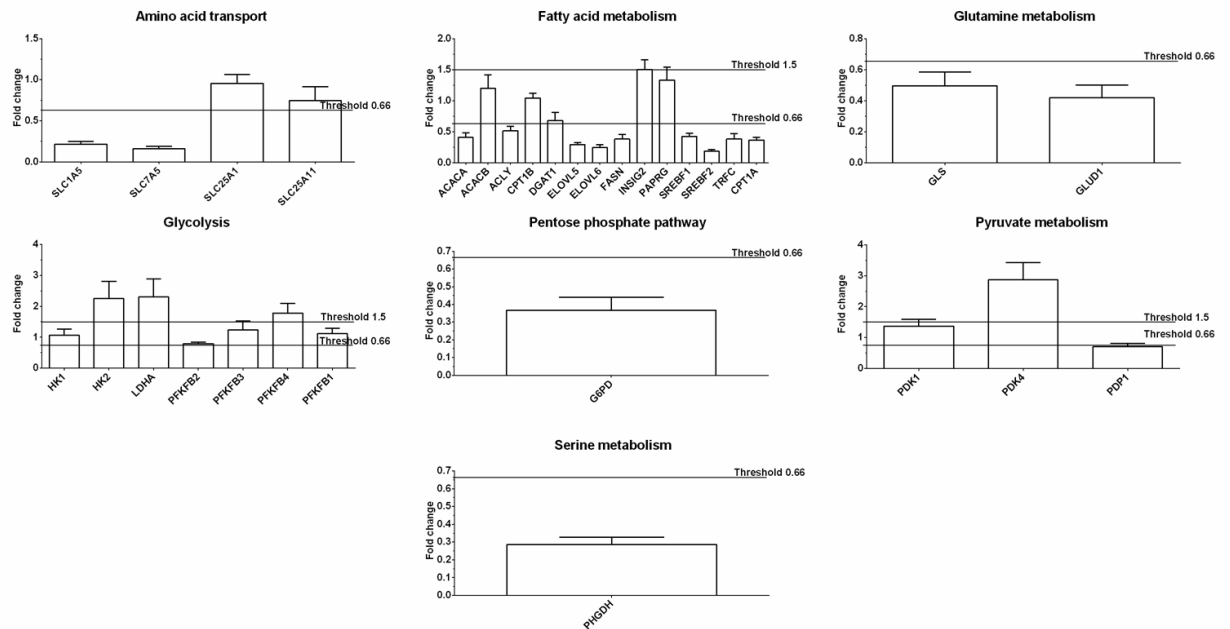 Amino acid transport
Fold change
1.5
1.0
0.5
0.0
Threshold 0.66
SLC1A5
SLC7A5
SLC25A1
SLC25A11
Fatty acid metabolism
Fold change
2.0
1.5
1.0
0.5
0.0
Threshold 1.5
Threshold 0.66
ACACA
ACACB
ACLY
CPT1B
DGAT1
ELOVL5
ELOVL6
FASN
INSIG2
PAPRG
SREBF1
SREBF2
TRFC
CPT1A
Glutamine metabolism
Fold change
0.8
0.6
0.4
0.2
0.0
Threshold 0.66
GLS
GLUD1
Glycolysis
Fold change
4
3
2
1
0
Threshold 1.5
Threshold 0.66
HK1
HK2
LDHA
PFKFB2
PFKFB3
PFKFB4
PFKFB1
Pentose phosphate pathway
Fold change
0.7
0.6
0.5
0.4
0.3
0.2
0.1
0.0
Threshold 0.66
G6PD
Pyruvate metabolism
Fold change
4
3
2
1
0
Threshold 1.5
Threshold 0.66
PDK1
PDK4
PDP1
Serine metabolism
Fold change
0.7
0.6
0.5
0.4
0.3
0.2
0.1
0.0
Threshold 0.66
PHGDH